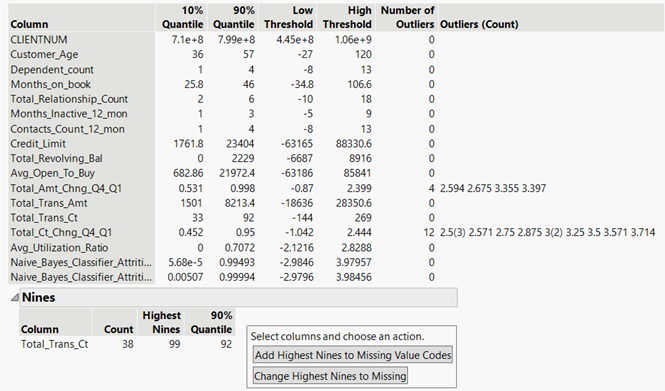 Column 10% Quantile 90% Quantile Low Threshold High Threshold Number of Outliers Outliers (Count)
CLIENTNUM 7.1e+8 7.99e+8 4.45e+8 1.06e+9 0
Customer_Age 36 57 -27 120 0
Dependent_count 1 4 -8 13 0
Months_on_book 25.8 46 -34.8 106.6 0
Total_Relationship_Count 2 6 -10 18 0
Months_Inactive_12_mon 1 3 -5 9 0
Contacts_Count_12_mon 1 4 -8 13 0
Credit_Limit 1761.8 23404 -63165 88330.6 0
Total_Revolving_Bal 0 2229 -6687 8916 0
Avg_Open_To_Buy 682.86 21972.4 -63186 85841 0
Total_Amt_Chng_Q4_Q1 0.531 0.998 -0.87 2.399 4 2.594 2.675 3.355 3.397
Total_Trans_Amt 1501 8213.4 -18636 28350.6 0
Total_Trans_Ct 33 92 -144 269 0
Total_Ct_Chng_Q4_Q1 0.452 0.95 -1.042 2.444 12 2.5(3) 2.571 2.75 2.875 3(2) 3.25 3.5 3.571 3.714
Avg_Utilization_Ratio 0 0.7072 -2.1216 2.8288 0
Naive_Bayes_Classifier_Attriti... 5.68e-5 0.99493 -2.9846 3.97957 0
Naive_Bayes_Classifier_Attriti... 0.00507 0.99994 -2.9796 3.98456 0
Nines
Column Count Highest Nines 90% Quantile
Total_Trans_Ct 38 99 92
Select columns and choose an action.
Add Highest Nines to Missing Value Codes
Change Highest Nines to Missing